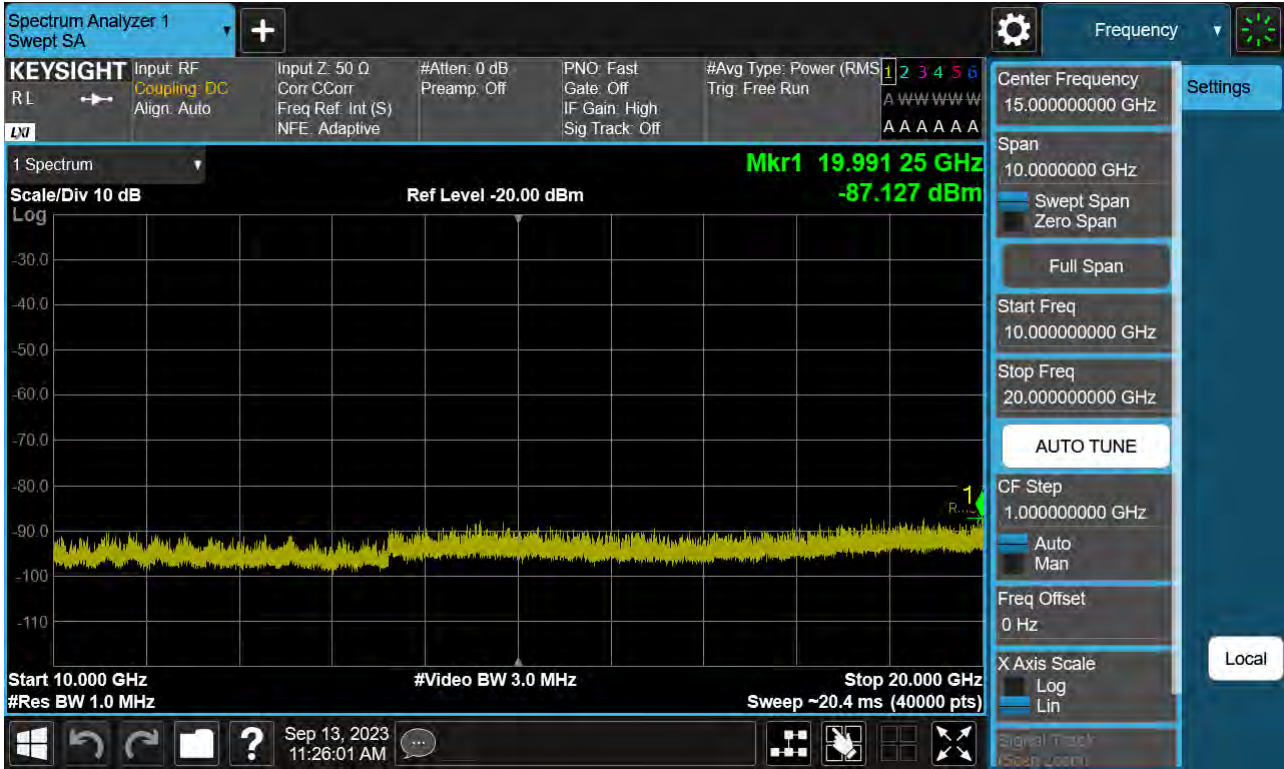 Spectrum Analyzer 1
Swept SA
Frequency
KEYSIGHT
R L
LXI
Input: RF
Coupling: DC
Align: Auto
Input Z: 50 Ω
Corr CCorr
Freq Ref: Int (S)
NFE: Adaptive
#Atten: 0 dB
Preamp: Off
PNO: Fast
Gate: Off
IF Gain: High
Sig Track: Off
#Avg Type: Power (RMS
Trig: Free Run
1 2 3 4 5 6
A W W W W W
A A A A A A
1 Spectrum
Scale/Div 10 dB
Log
Ref Level -20.00 dBm
Mkr1 19.991 25 GHz
-87.127 dBm
-30.0
-40.0
-50.0
-60.0
-70.0
-80.0
-90.0
-100
-110
1
Start 10.000 GHz
#Res BW 1.0 MHz
#Video BW 3.0 MHz
Stop 20.000 GHz
Sweep ~20.4 ms (40000 pts)
Center Frequency
15.000000000 GHz
Span
10.0000000 GHz
Swept Span
Zero Span
Full Span
Start Freq
10.000000000 GHz
Stop Freq
20.000000000 GHz
AUTO TUNE
CF Step
1.000000000 GHz
Auto
Man
Freq Offset
0 Hz
X Axis Scale
Log
Lin
Signal Track
(Span Zoom)
Settings
Local
?
Sep 13, 2023
11:26:01 AM